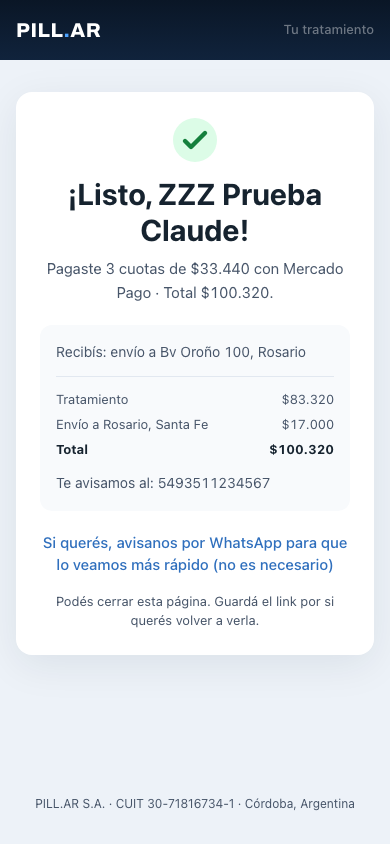 PILL.AR
Tu tratamiento
¡Listo, ZZZ Prueba
Claude!
Pagaste 3 cuotas de $33.440 con Mercado
Pago · Total $100.320.
Recibís: envío a Bv Oroño 100, Rosario
Tratamiento $83.320
Envío a Rosario, Santa Fe $17.000
Total $100.320
Te avisamos al: 5493511234567
Si querés, avisanos por WhatsApp para que
lo veamos más rápido (no es necesario)
Podés cerrar esta página. Guardá el link por si
querés volver a verla.
PILL.AR S.A. · CUIT 30-71816734-1 · Córdoba, Argentina